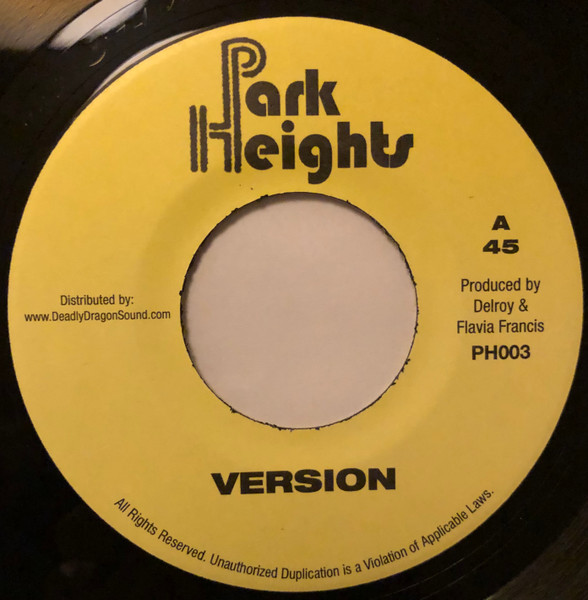 Park
Heights
A
45
Distributed by:
www.DeadlyDragonSound.com
Produced by
Delroy &
Flavia Francis
PH003
VERSION
All Rights Reserved. Unauthorized Duplication is a Violation of Applicable Laws.